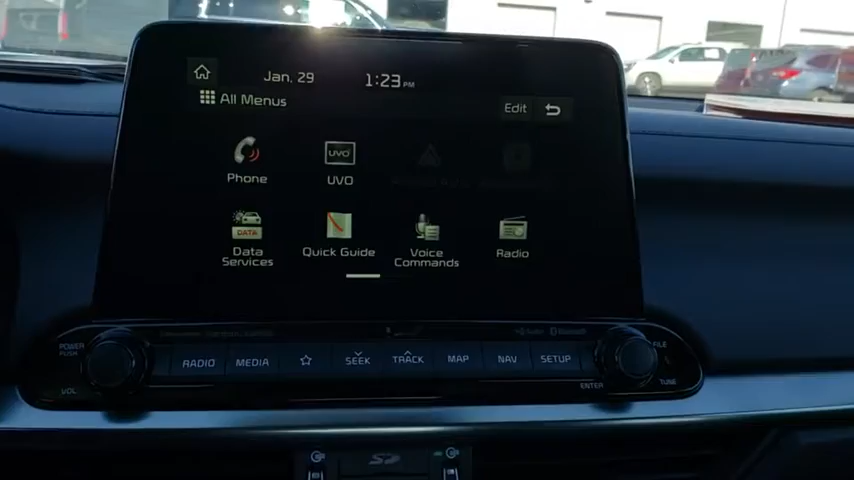 Jan. 29 1:23 PM
All Menus
Edit
UVO
Phone UVO
DATA
Data Services Quick Guide Voice Commands Radio
POWER PUSH
VOL
RADIO MEDIA SEEK TRACK MAP NAV SETUP
FILE
TUNE
ENTER
SD